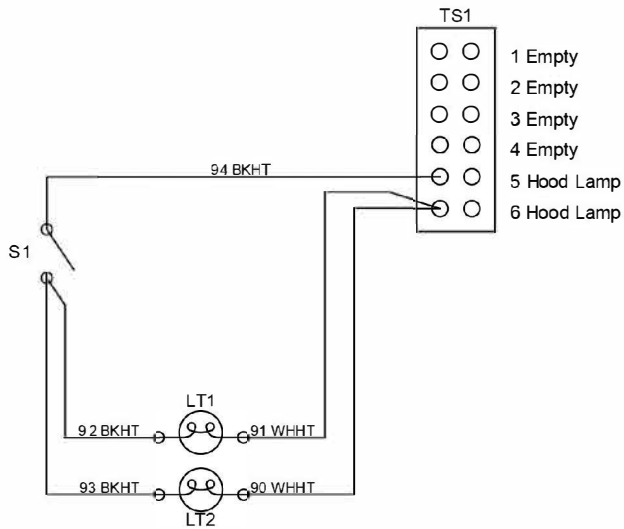 TS1
1 Empty
2 Empty
3 Empty
4 Empty
94 BKHT
5 Hood Lamp
6 Hood Lamp
S1
LT1
92 BKHT
91 WHHT
93 BKHT
90 WHHT
LT2